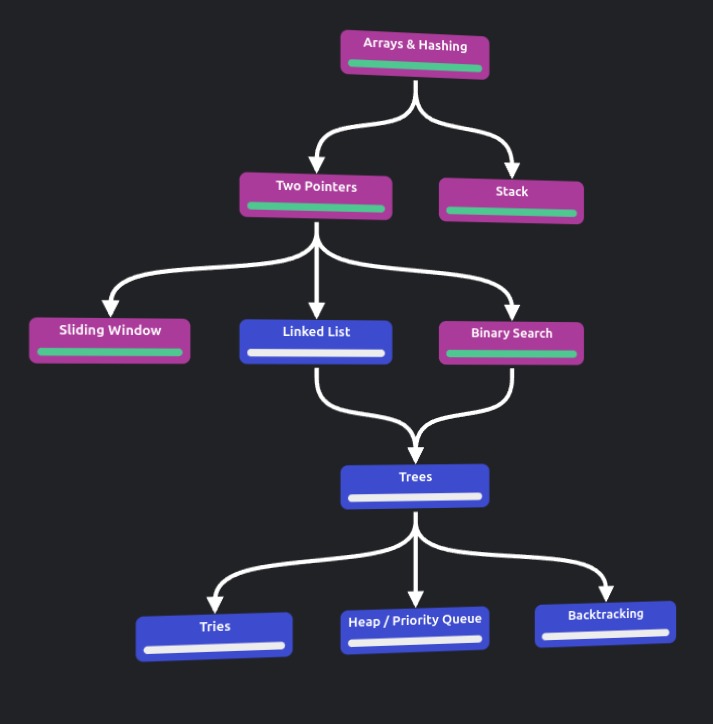 Arrays & Hashing
Two Pointers
Stack
Sliding Window
Linked List
Binary Search
Trees
Tries
Heap / Priority Queue
Backtracking